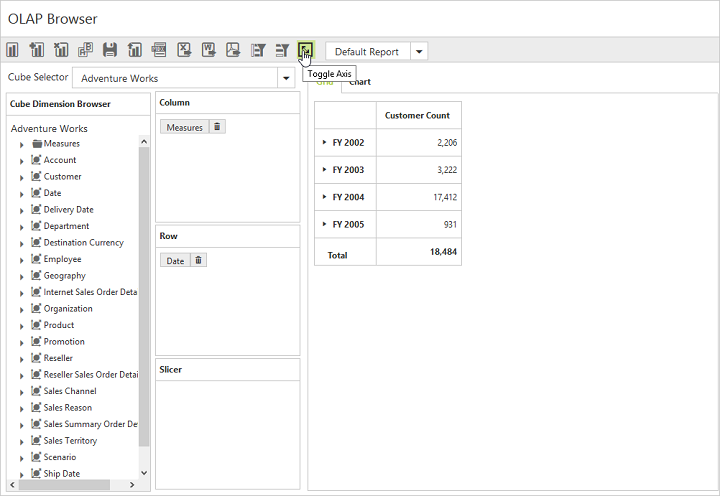 OLAP Browser
Default Report
Toggle Axis
Cube Selector
Adventure Works
Grid
Chart
Cube Dimension Browser
Adventure Works
Measures
Account
Customer
Date
Delivery Date
Department
Destination Currency
Employee
Geography
Internet Sales Order Deta
Organization
Product
Promotion
Reseller
Reseller Sales Order Detai
Sales Channel
Sales Reason
Sales Summary Order De
Sales Territory
Scenario
Ship Date
Column
Measures
Row
Date
Slicer
Customer Count
FY 2002 2,206
FY 2003 3,222
FY 2004 17,412
FY 2005 931
Total 18,484